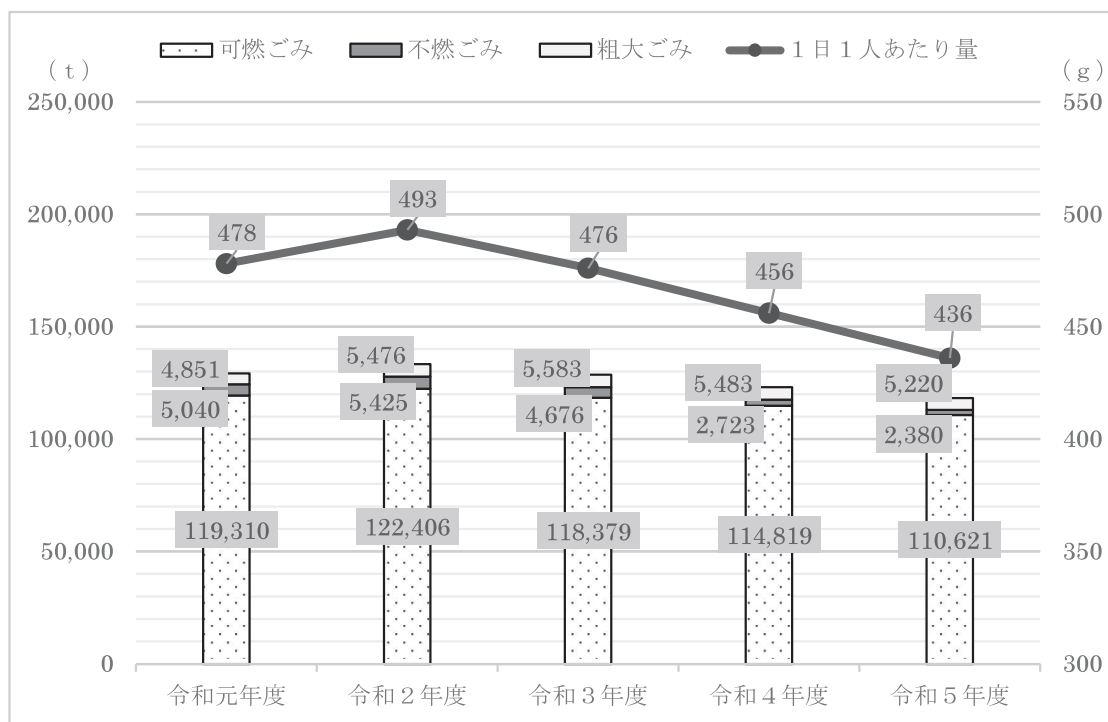 可燃ごみ 不燃ごみ 粗大ごみ １日１人あたり量
（ｔ） （ｇ）
250,000 550
200,000 500
150,000 450
100,000 400
50,000 350
0 300
478 493 476 456 436
4,851 5,476 5,583 5,483 5,220
5,040 5,425 4,676 2,723 2,380
119,310 122,406 118,379 114,819 110,621
令和元年度 令和２年度 令和３年度 令和４年度 令和５年度